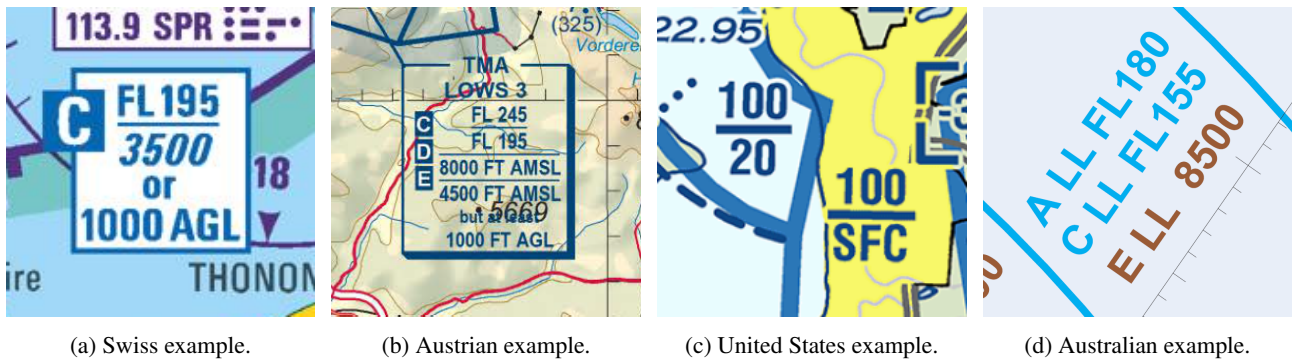 113.9 SPR
C
FL 195
3500
or
1000 AGL
18
ire
THONON
(a) Swiss example.
(325)
Vordere
TMA
LOWS 3
C
FL 245
FL 195
D
8000 FT AMSL
E
4500 FT AMSL
5669
but at least
1000 FT AGL
(b) Austrian example.
22.95
100
20
100
SFC
(c) United States example.
A LL FL180
C LL FL155
E LL 8500
(d) Australian example.